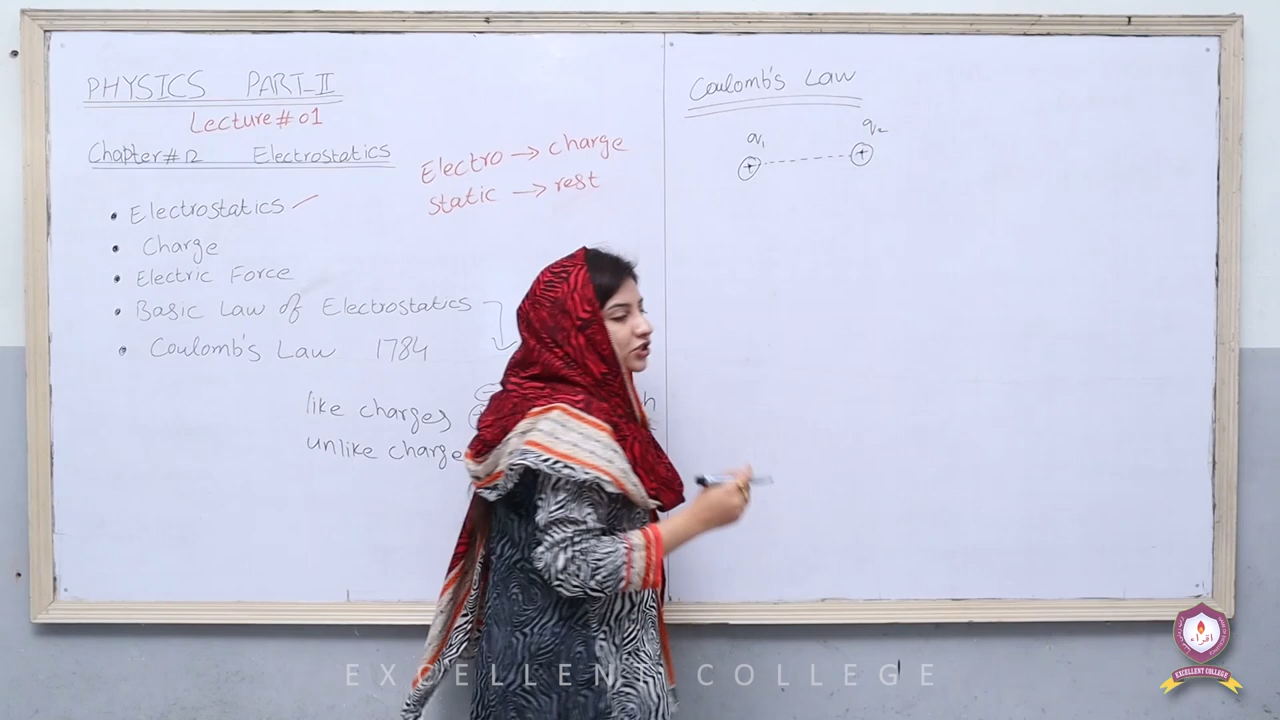 PHYSICS PART-II
Lecture#01
Chapter#12 Electrostatics
Electro → charge
static → rest
• Electrostatics
• Charge
• Electric Force
• Basic Law of Electrostatics
• Coulomb's Law 1784
like charges
unlike charge
Coulomb's Law
q₁ q₂
+ +
EXCELLENT COLLEGE
اقراء
EXCELLENT COLLEGE